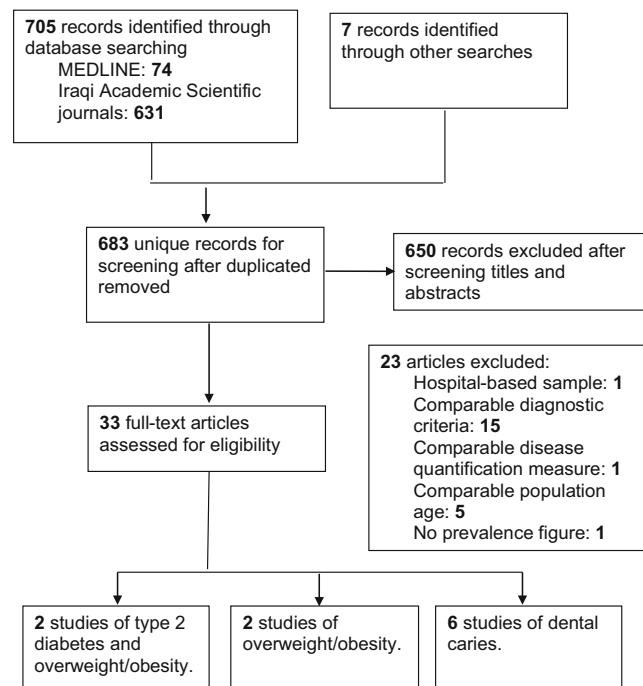 705 records identified through
database searching
MEDLINE: 74
Iraqi Academic Scientific
journals: 631
7 records identified
through other searches
683 unique records for
screening after duplicated
removed
650 records excluded after
screening titles and
abstracts
23 articles excluded:
Hospital-based sample: 1
Comparable diagnostic
criteria: 15
Comparable disease
quantification measure: 1
Comparable population
age: 5
No prevalence figure: 1
33 full-text articles
assessed for eligibility
2 studies of type 2
diabetes and
overweight/obesity.
2 studies of
overweight/obesity.
6 studies of dental
caries.